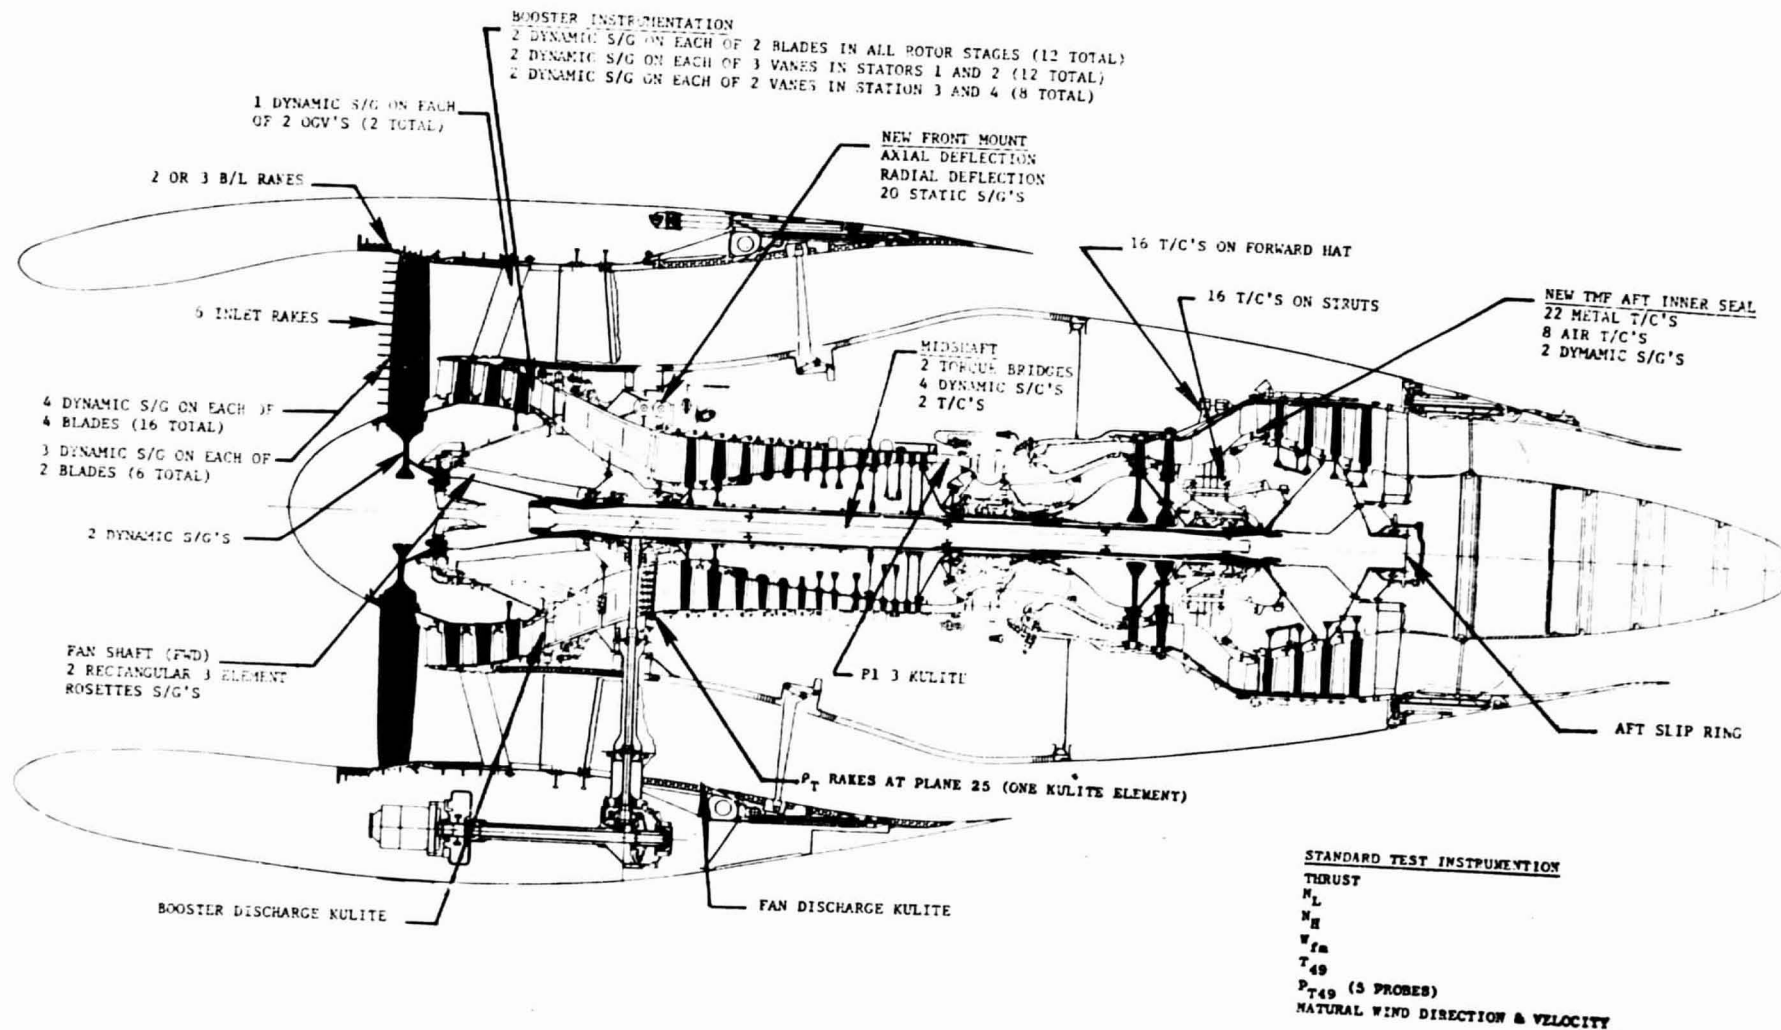 BOOSTER INSTRUMENTATION
2 DYNAMIC S/G ON EACH OF 2 BLADES IN ALL ROTOR STAGES (12 TOTAL)
2 DYNAMIC S/G ON EACH OF 3 VANES IN STATORS 1 AND 2 (12 TOTAL)
2 DYNAMIC S/G ON EACH OF 2 VANES IN STATION 3 AND 4 (8 TOTAL)
1 DYNAMIC S/G ON EACH
OF 2 OGV'S (2 TOTAL)
NEW FRONT MOUNT
AXIAL DEFLECTION
RADIAL DEFLECTION
20 STATIC S/G'S
2 OR 3 B/L RAKES
16 T/C'S ON FORWARD HAT
16 T/C'S ON STRUTS
NEW TMF AFT INNER SEAL
22 METAL T/C'S
8 AIR T/C'S
2 DYMAMIC S/G'S
6 INLET RAKES
MIDSHAFT
2 TORQUE BRIDGES
4 DYNAMIC S/C'S
2 T/C'S
4 DYNAMIC S/G ON EACH OF
4 BLADES (16 TOTAL)
3 DYNAMIC S/G ON EACH OF
2 BLADES (6 TOTAL)
2 DYNAMIC S/G'S
FAN SHAFT (FWD)
2 RECTANGULAR 3 ELEMENT
ROSETTES S/G'S
P1 3 KULITE
AFT SLIP RING
P_T RAKES AT PLANE 25 (ONE KULITE ELEMENT)
BOOSTER DISCHARGE KULITE
FAN DISCHARGE KULITE
STANDARD TEST INSTRUMENTION
THRUST
N_L
N_H
W_fm
T_49
P_T49 (5 PROBES)
NATURAL WIND DIRECTION & VELOCITY